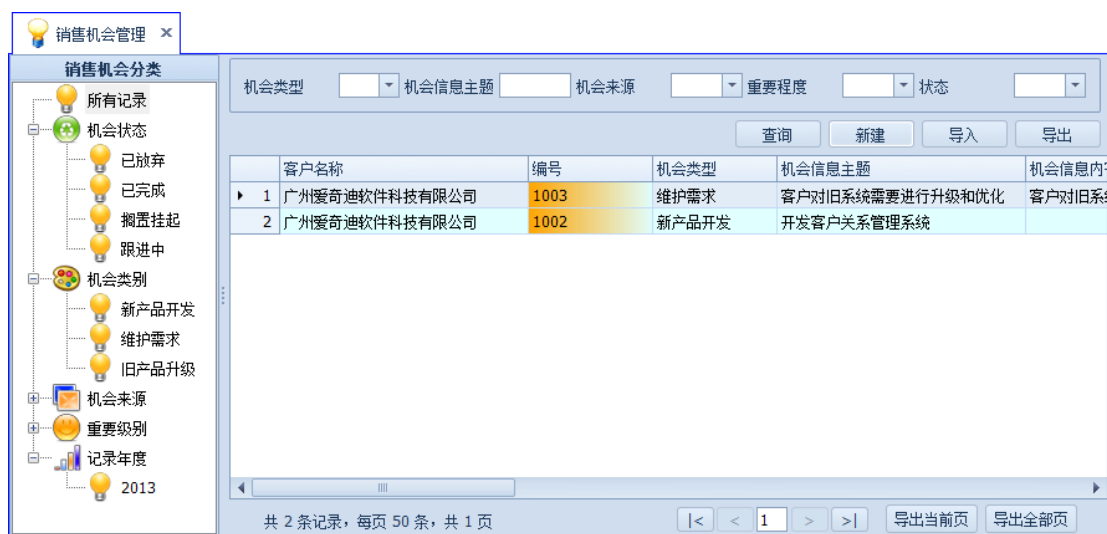 销售机会管理 ×
销售机会分类
所有记录
机会状态
已放弃
已完成
搁置挂起
跟进中
机会类别
新产品开发
维护需求
旧产品升级
机会来源
重要级别
记录年度
2013
机会类型 机会信息主题 机会来源 重要程度 状态
查询 新建 导入 导出
客户名称 编号 机会类型 机会信息主题 机会信息内
1 广州爱奇迪软件科技有限公司 1003 维护需求 客户对旧系统需要进行升级和优化 客户对旧系
2 广州爱奇迪软件科技有限公司 1002 新产品开发 开发客户关系管理系统
共 2 条记录，每页 50 条，共 1 页 |< < 1 > >| 导出当前页 导出全部页